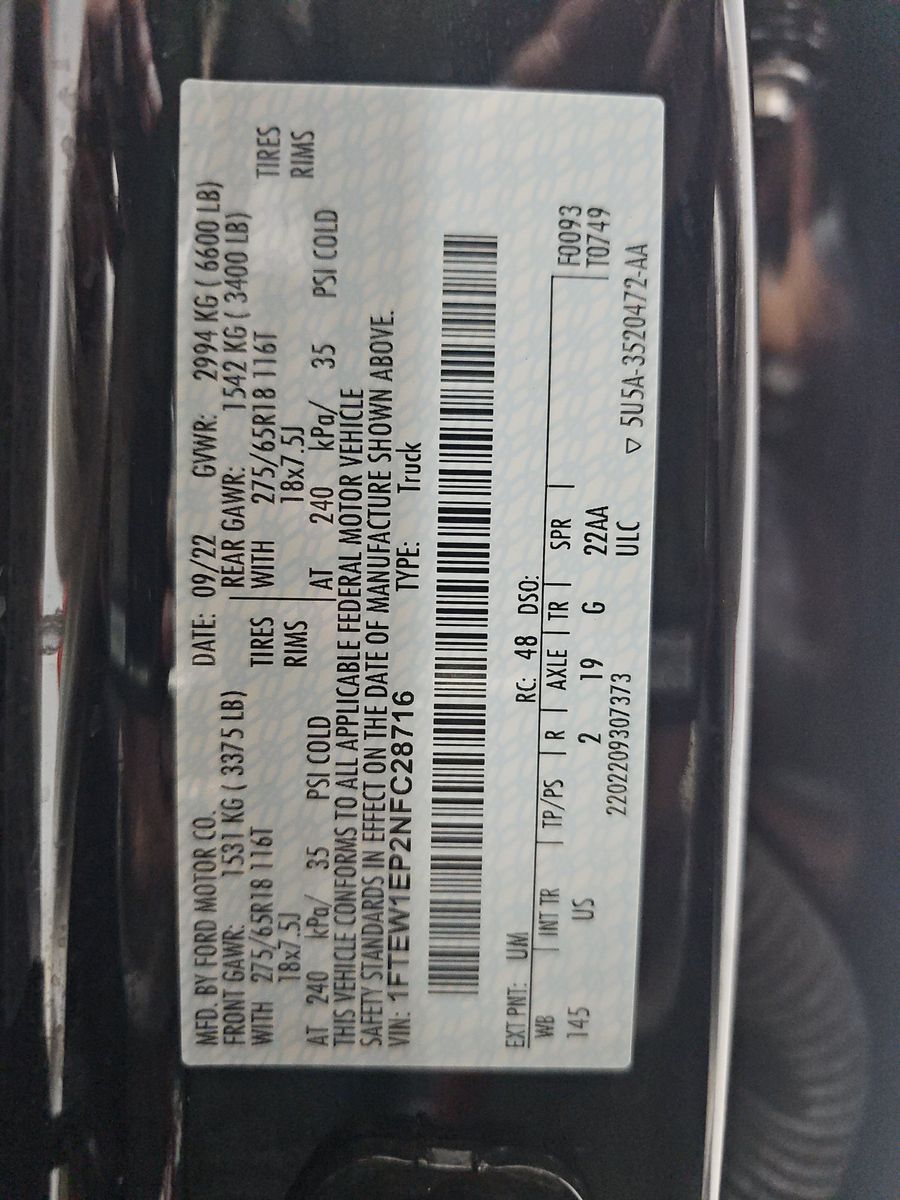 MFD. BY FORD MOTOR CO. DATE: 09/22 GVWR: 2994 KG ( 6600 LB)
FRONT GAWR: 1531 KG ( 3375 LB) REAR GAWR: 1542 KG ( 3400 LB)
WITH 275/65R18 116T TIRES WITH 275/65R18 116T TIRES
18x7.5J RIMS 18x7.5J RIMS
AT 240 kPa/ 35 PSI COLD AT 240 kPa/ 35 PSI COLD
THIS VEHICLE CONFORMS TO ALL APPLICABLE FEDERAL MOTOR VEHICLE
SAFETY STANDARDS IN EFFECT ON THE DATE OF MANUFACTURE SHOWN ABOVE.
VIN: 1FTEW1EP2NFC28716 TYPE: Truck
EXT PNT: UM RC: 48 DSO:
WB INT TR TP/PS R AXLE TR SPR F0093
145 US 2 19 G 22AA T0749
2202209307373 ULC ▽ 5U5A-3520472-AA